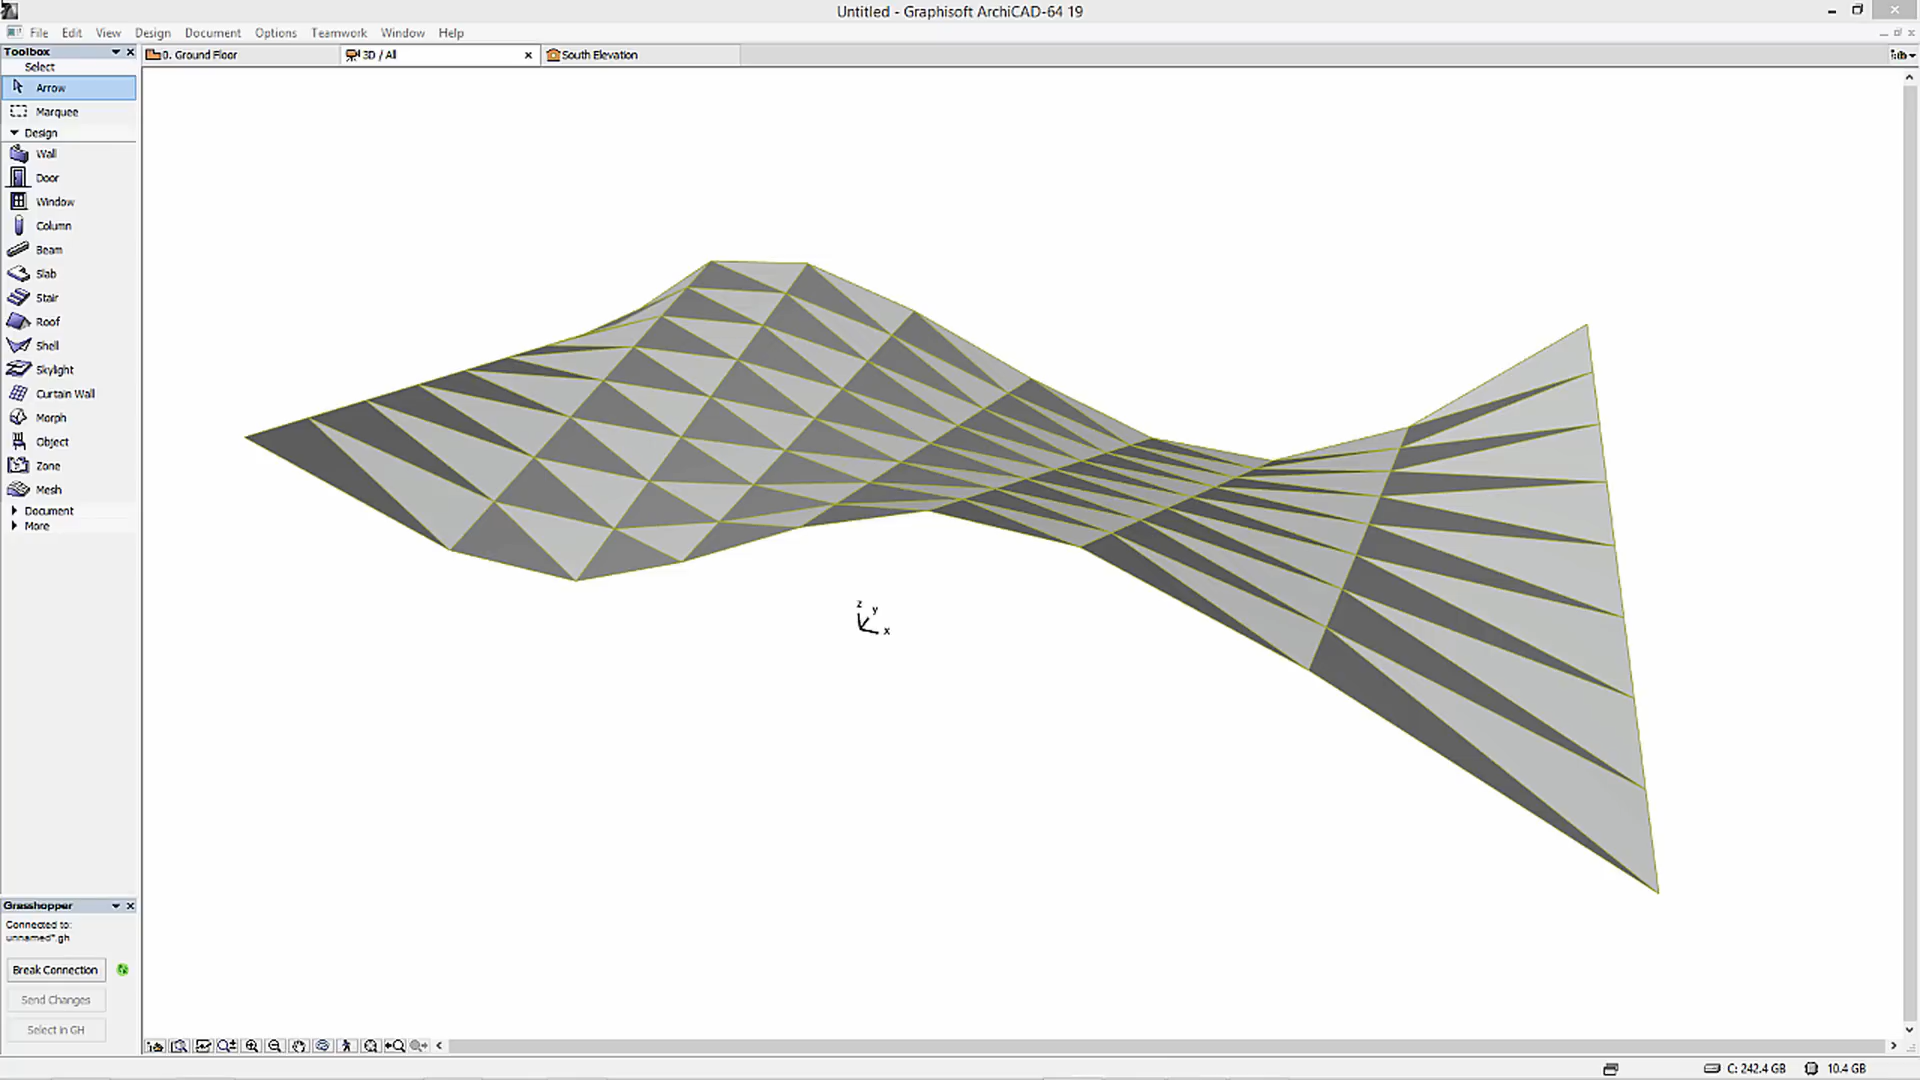 Untitled - Graphisoft ArchiCAD-64 19
File Edit View Design Document Options Teamwork Window Help
Toolbox
0. Ground Floor
3D / All
South Elevation
Select
Arrow
Marquee
Design
Wall
Door
Window
Column
Beam
Slab
Stair
Roof
Shell
Skylight
Curtain Wall
Morph
Object
Zone
Mesh
Document
More
z
y
x
Grasshopper
Connected to:
unnamed*.gh
Break Connection
Send Changes
Select in GH
C: 242.4 GB
10.4 GB